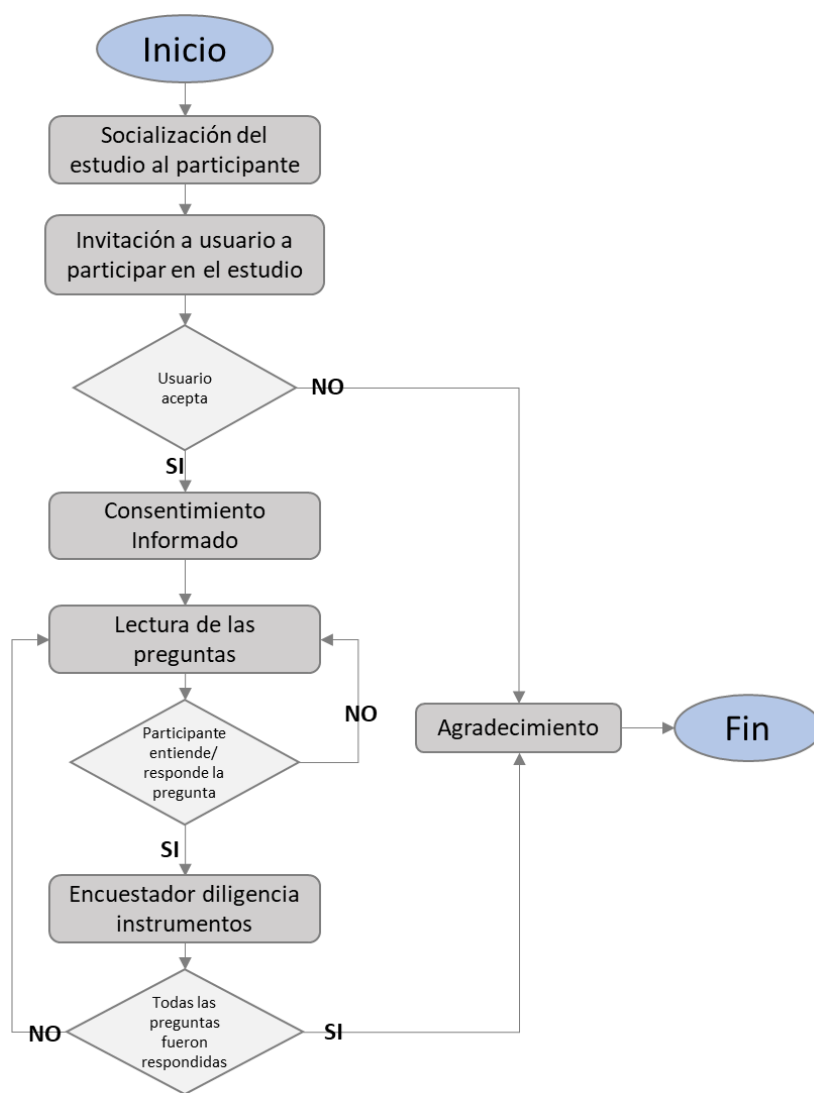 Inicio
Socialización del
estudio al participante
Invitación a usuario a
participar en el estudio
Usuario
acepta
NO
SI
Consentimiento
Informado
Lectura de las
preguntas
NO
Participante
entiende/
responde la
pregunta
Agradecimiento
Fin
SI
Encuestador diligencia
instrumentos
Todas las
preguntas
fueron
respondidas
NO
SI